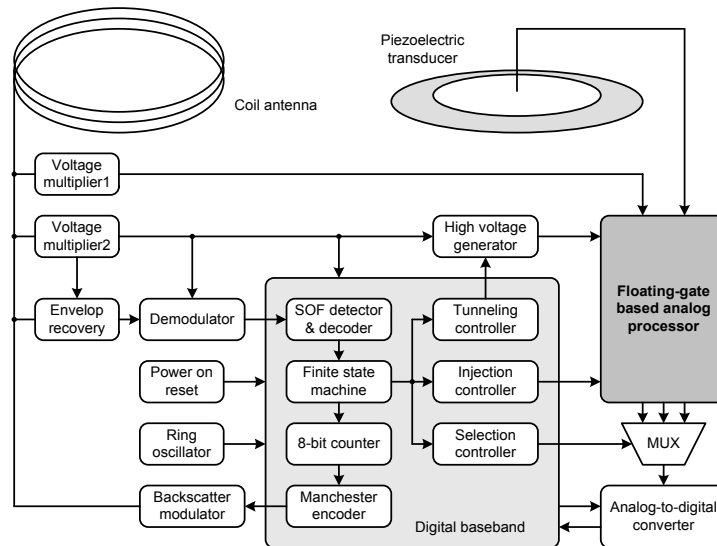 Piezoelectric
transducer
Coil antenna
Voltage
multiplier1
Voltage
multiplier2
High voltage
generator
Floating-gate
based analog
processor
Envelop
recovery
Demodulator
SOF detector
& decoder
Tunneling
controller
Power on
reset
Finite state
machine
Injection
controller
Ring
oscillator
8-bit counter
Selection
controller
MUX
Backscatter
modulator
Manchester
encoder
Digital baseband
Analog-to-digital
converter